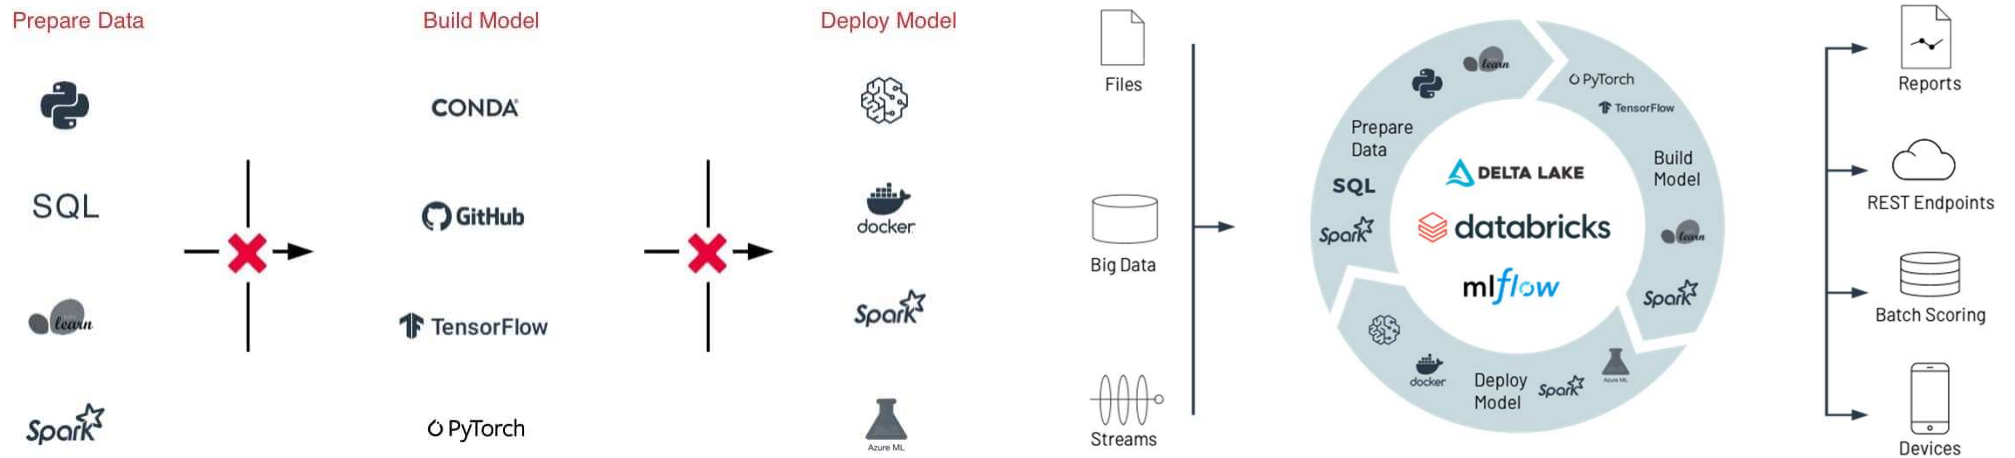 Prepare Data
SQL
learn
Spark
Build Model
CONDA
GitHub
TensorFlow
PyTorch
Deploy Model
docker
Spark
Azure ML
Files
Big Data
Streams
learn
Prepare
Data
SQL
Spark
PyTorch
TensorFlow
Build
Model
learn
Spark
Azure ML
Spark
Deploy
Model
docker
DELTA LAKE
databricks
mlflow
Reports
REST Endpoints
Batch Scoring
Devices